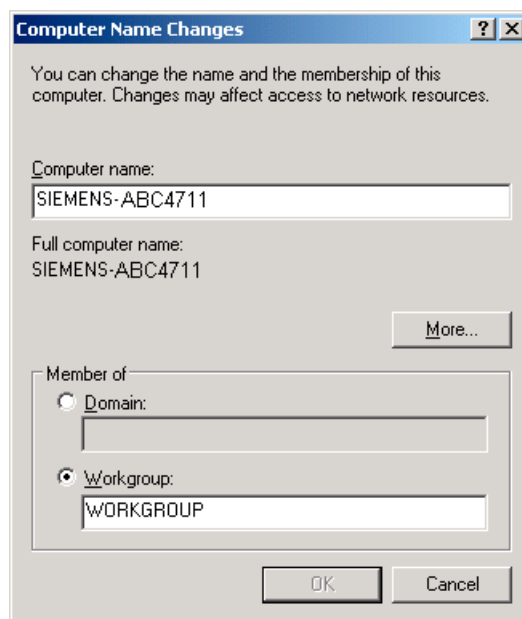 Computer Name Changes
You can change the name and the membership of this
computer. Changes may affect access to network resources.
Computer name:
SIEMENS-ABC4711
Full computer name:
SIEMENS-ABC4711
More...
Member of
Domain:
Workgroup:
WORKGROUP
OK Cancel